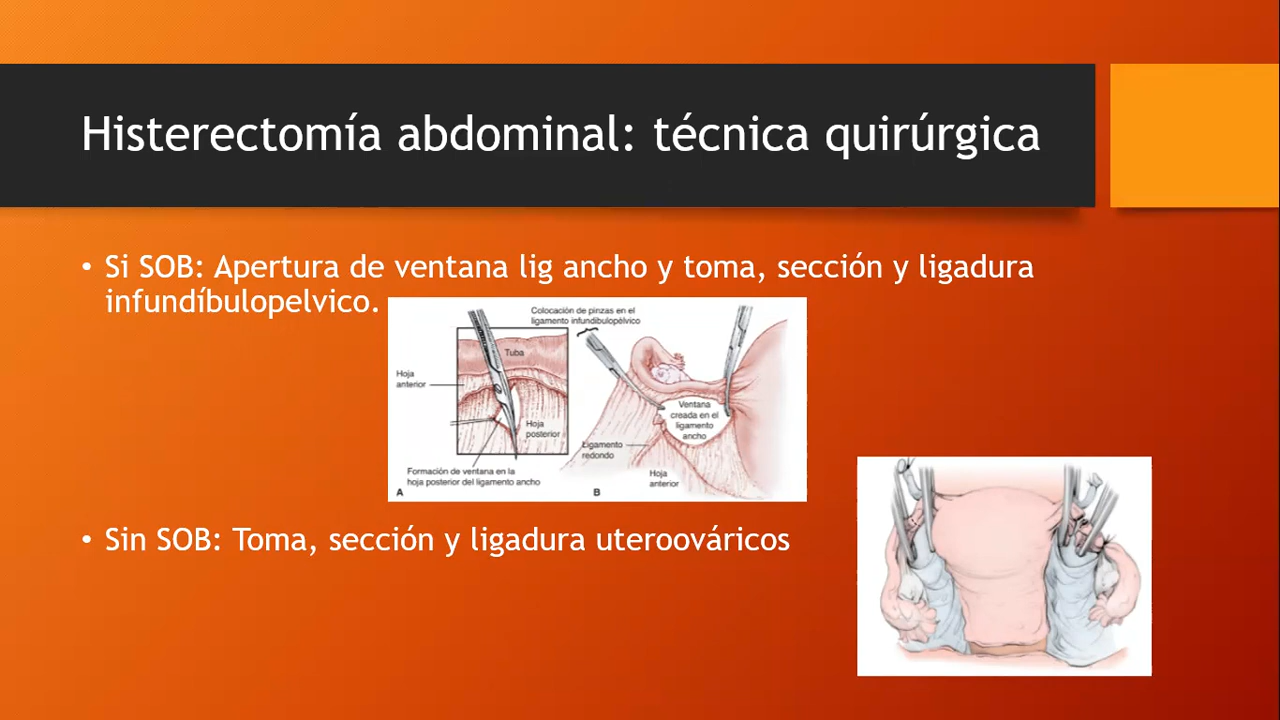 Histerectomía abdominal: técnica quirúrgica
• Si SOB: Apertura de ventana lig ancho y toma, sección y ligadura
infundíbulopelvico.
Colocación de pinzas en el
ligamento infundibulopélvico
Tuba
Hoja
anterior
Hoja
posterior
Formación de ventana en la
hoja posterior del ligamento ancho
A
Ventana
creada en el
ligamento
ancho
Ligamento
redondo
Hoja
anterior
B
• Sin SOB: Toma, sección y ligadura uteroováricos